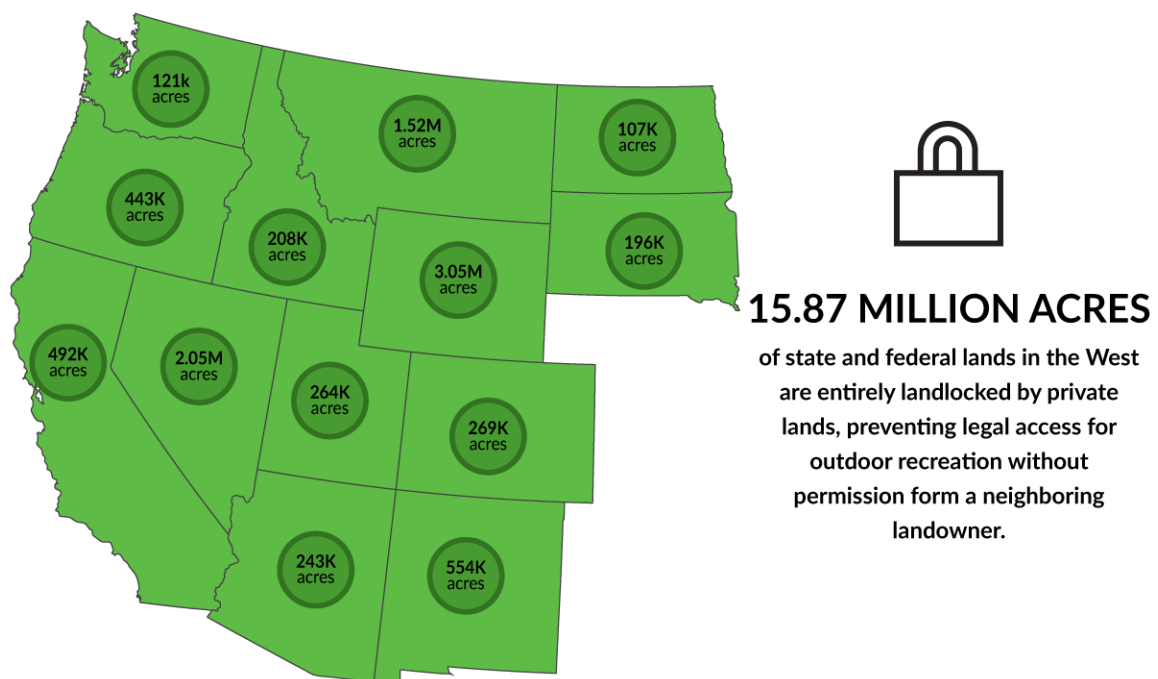 121k
acres
1.52M
acres
107K
acres
443K
acres
208K
acres
3.05M
acres
196K
acres
492K
acres
2.05M
acres
264K
acres
269K
acres
243K
acres
554K
acres
15.87 MILLION ACRES
of state and federal lands in the West
are entirely landlocked by private
lands, preventing legal access for
outdoor recreation without
permission form a neighboring
landowner.